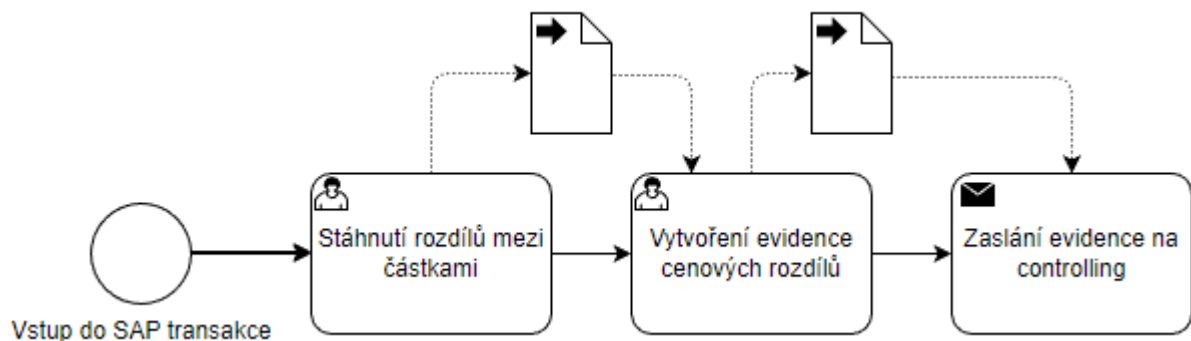 Stáhnutí rozdílů mezi
částkami
Vytvoření evidence
cenových rozdílů
Zaslání evidence na
controlling
Vstup do SAP transakce